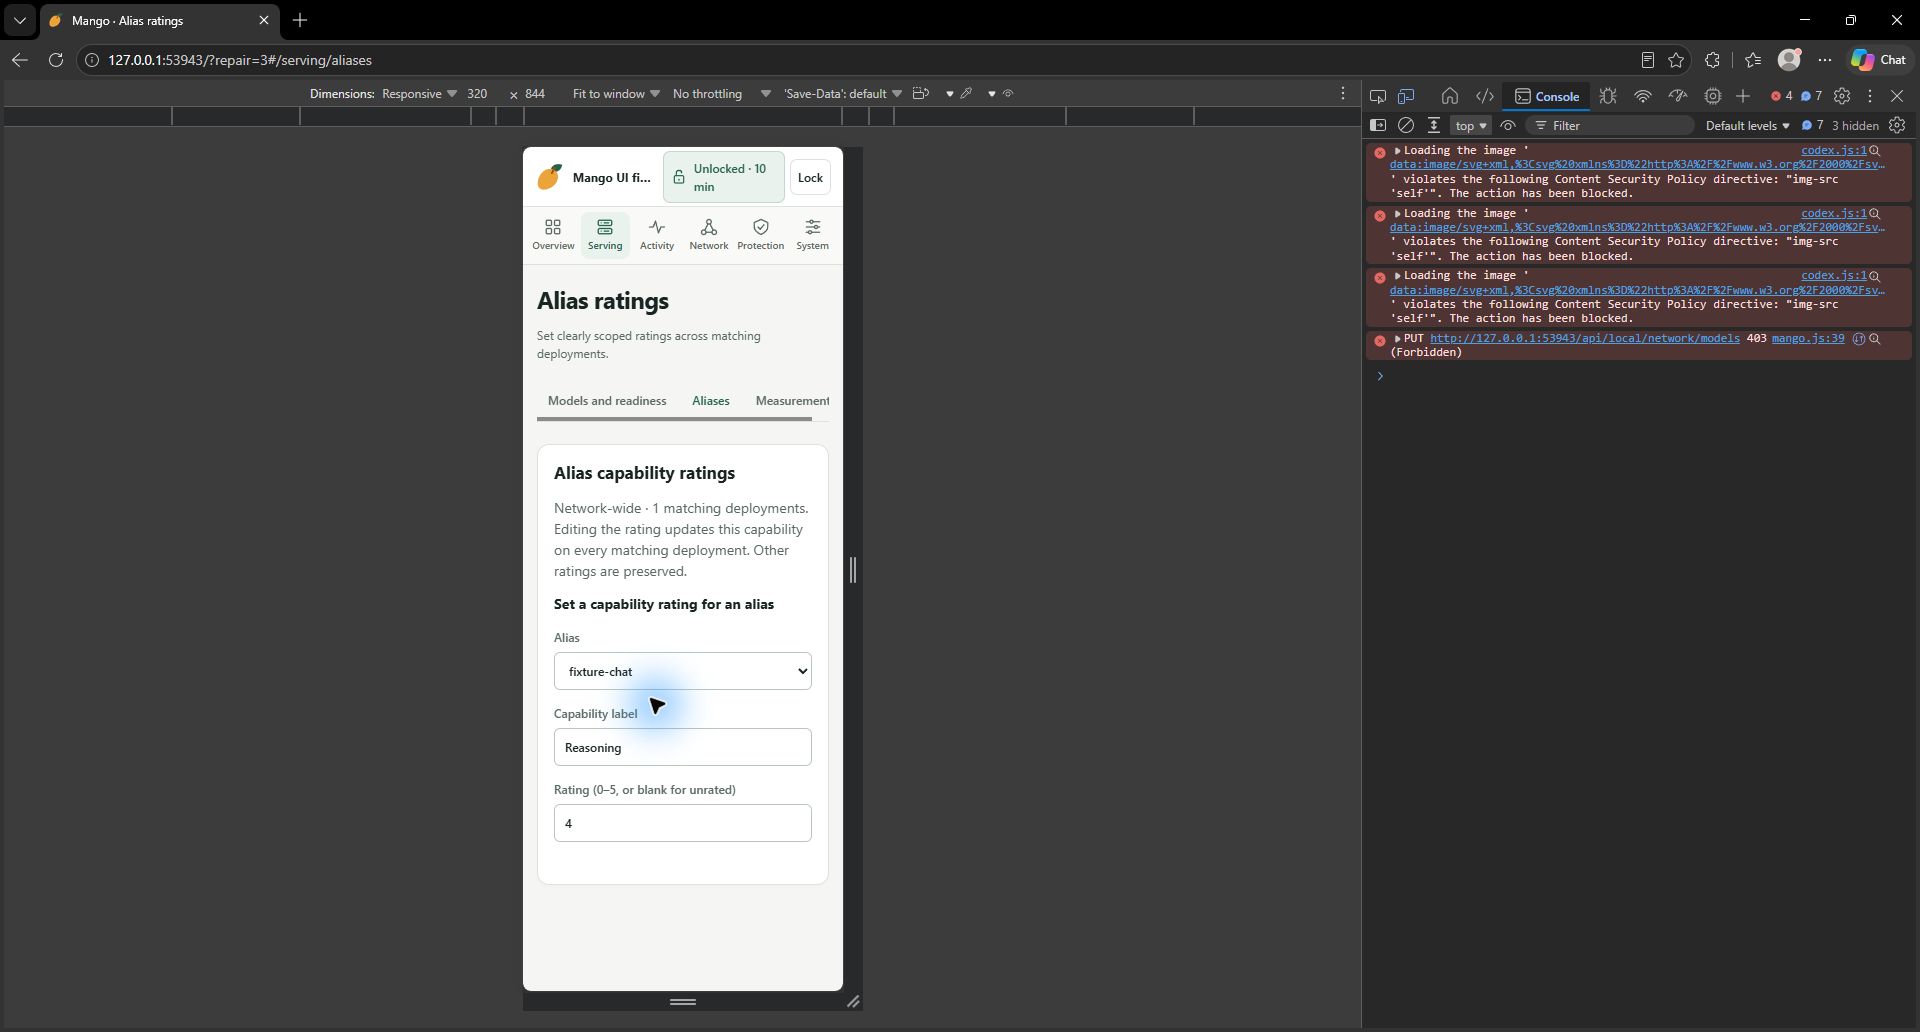 Mango · Alias ratings
127.0.0.1:53943/?repair=3#/serving/aliases
Chat
Dimensions: Responsive 320 × 844 Fit to window No throttling 'Save-Data': default
Mango UI fi...
Unlocked · 10
min
Lock
Overview Serving Activity Network Protection System
Alias ratings
Set clearly scoped ratings across matching
deployments.
Models and readiness Aliases Measurement
Alias capability ratings
Network-wide · 1 matching deployments.
Editing the rating updates this capability
on every matching deployment. Other
ratings are preserved.
Set a capability rating for an alias
Alias
fixture-chat
Capability label
Reasoning
Rating (0–5, or blank for unrated)
4
Console 4 7
top Filter Default levels 7 3 hidden
Loading the image ' codex.js:1
data:image/svg+xml,%3Csvg%20xmlns%3D%22http%3A%2F%2Fwww.w3.org%2F2000%2Fsv…
' violates the following Content Security Policy directive: "img-src
'self'". The action has been blocked.
Loading the image ' codex.js:1
data:image/svg+xml,%3Csvg%20xmlns%3D%22http%3A%2F%2Fwww.w3.org%2F2000%2Fsv…
' violates the following Content Security Policy directive: "img-src
'self'". The action has been blocked.
Loading the image ' codex.js:1
data:image/svg+xml,%3Csvg%20xmlns%3D%22http%3A%2F%2Fwww.w3.org%2F2000%2Fsv…
' violates the following Content Security Policy directive: "img-src
'self'". The action has been blocked.
PUT http://127.0.0.1:53943/api/local/network/models 403 mango.js:39
(Forbidden)